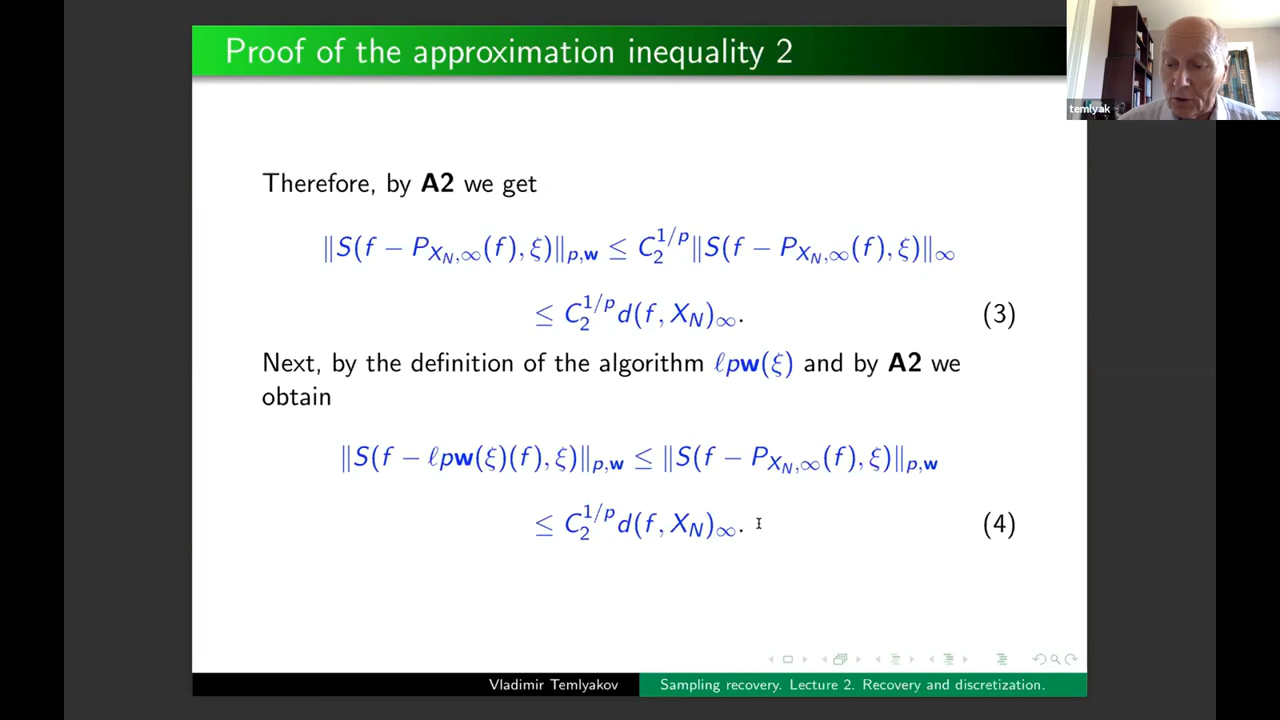 Proof of the approximation inequality 2
temlyak
Therefore, by A2 we get
‖S(f − P_{X_N,∞}(f), ξ)‖_{p,w} ≤ C_2^{1/p}‖S(f − P_{X_N,∞}(f), ξ)‖_∞
≤ C_2^{1/p} d(f, X_N)_∞. (3)
Next, by the definition of the algorithm ℓpw(ξ) and by A2 we
obtain
‖S(f − ℓpw(ξ)(f), ξ)‖_{p,w} ≤ ‖S(f − P_{X_N,∞}(f), ξ)‖_{p,w}
≤ C_2^{1/p} d(f, X_N)_∞. (4)
Vladimir Temlyakov Sampling recovery. Lecture 2. Recovery and discretization.